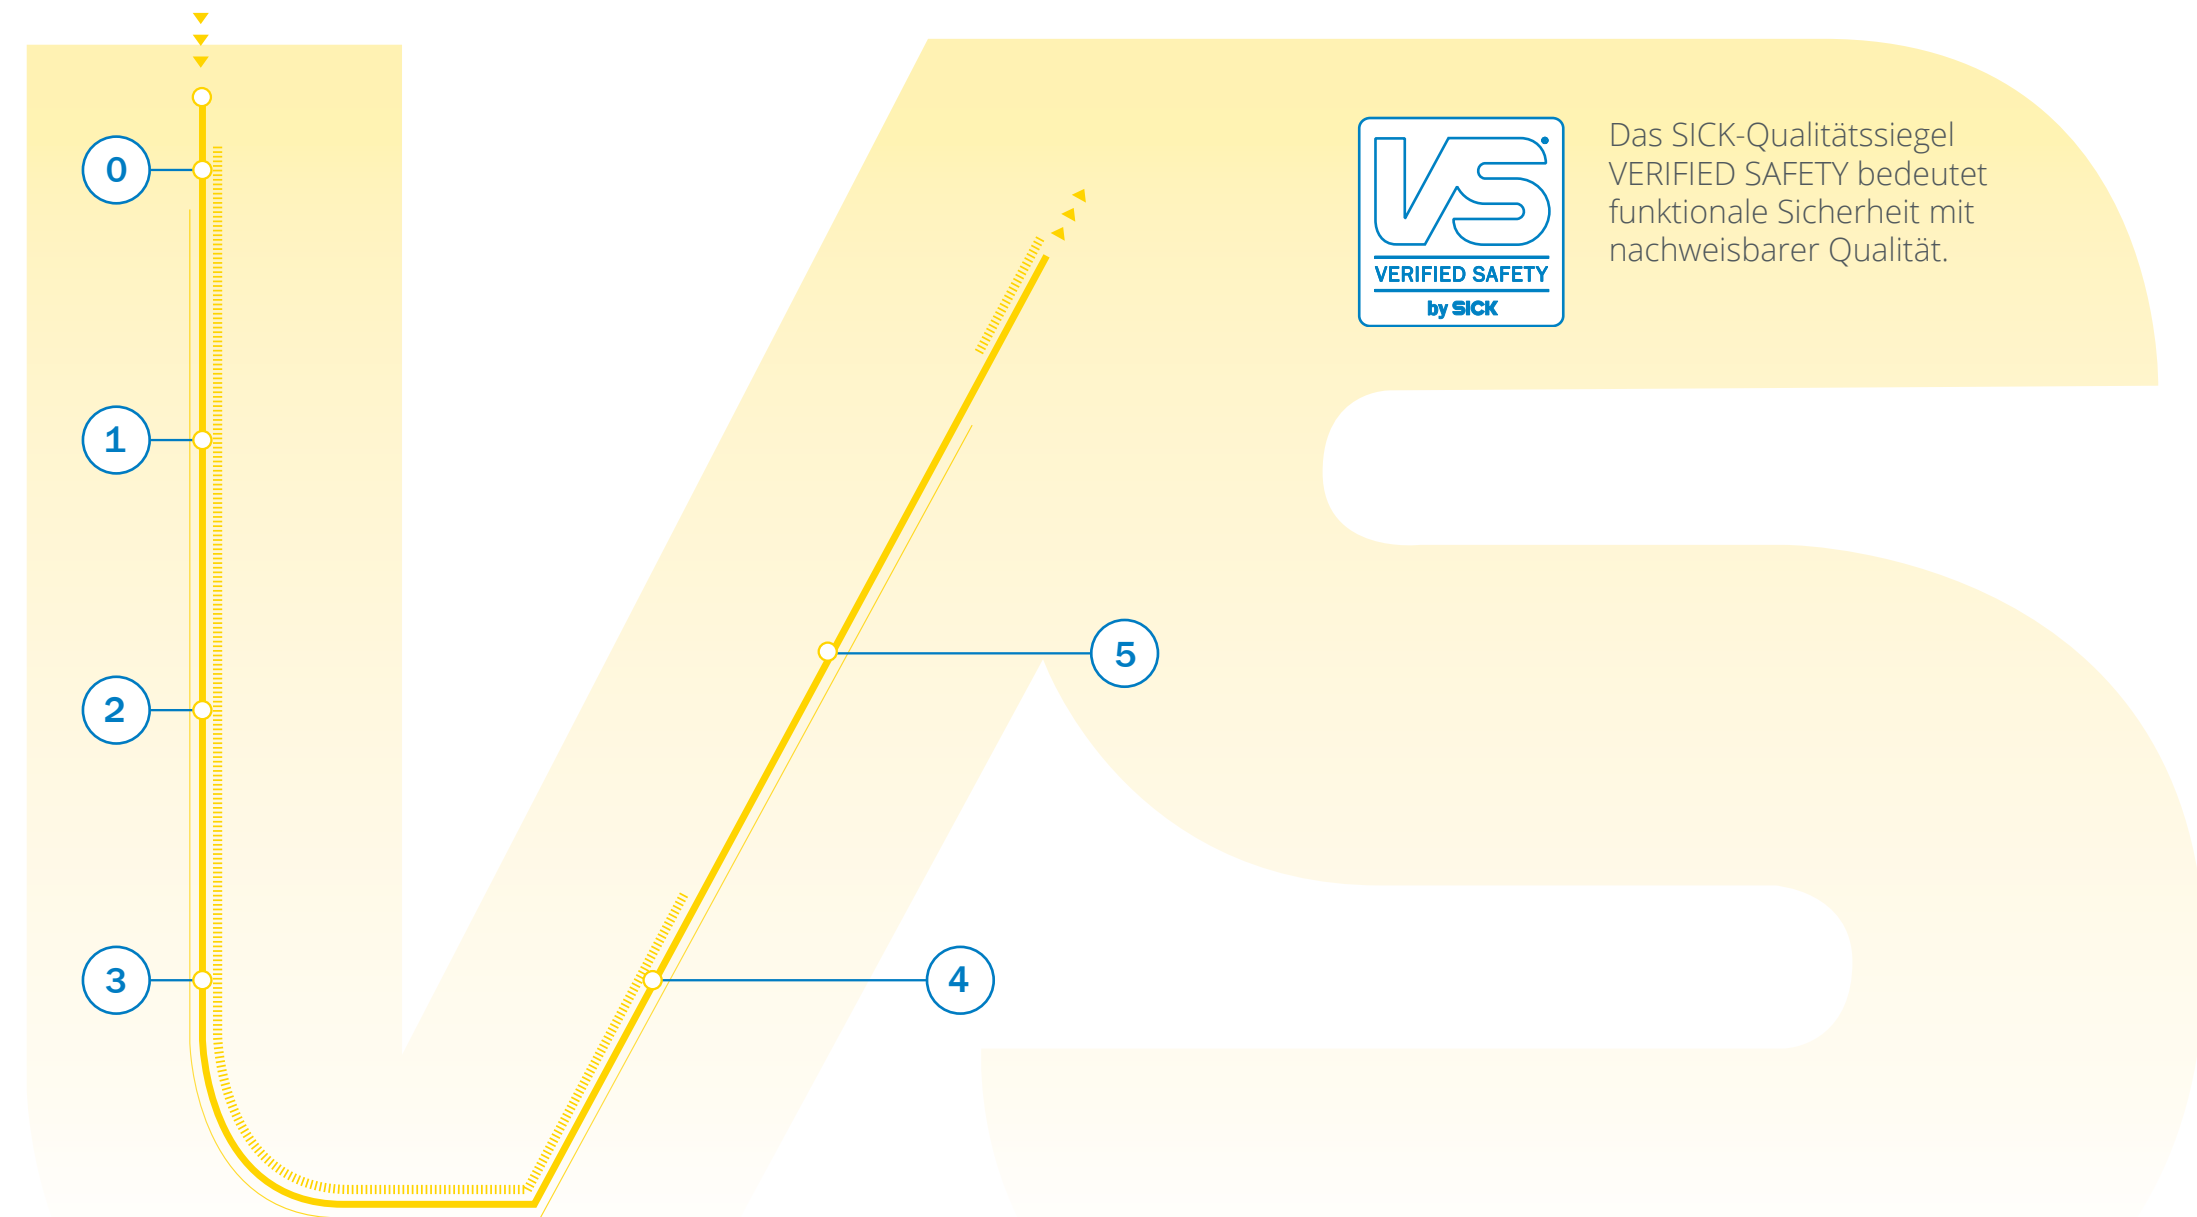 0
1
2
3
4
5
VS
VERIFIED SAFETY
by SICK
Das SICK-Qualitätssiegel
VERIFIED SAFETY bedeutet
funktionale Sicherheit mit
nachweisbarer Qualität.